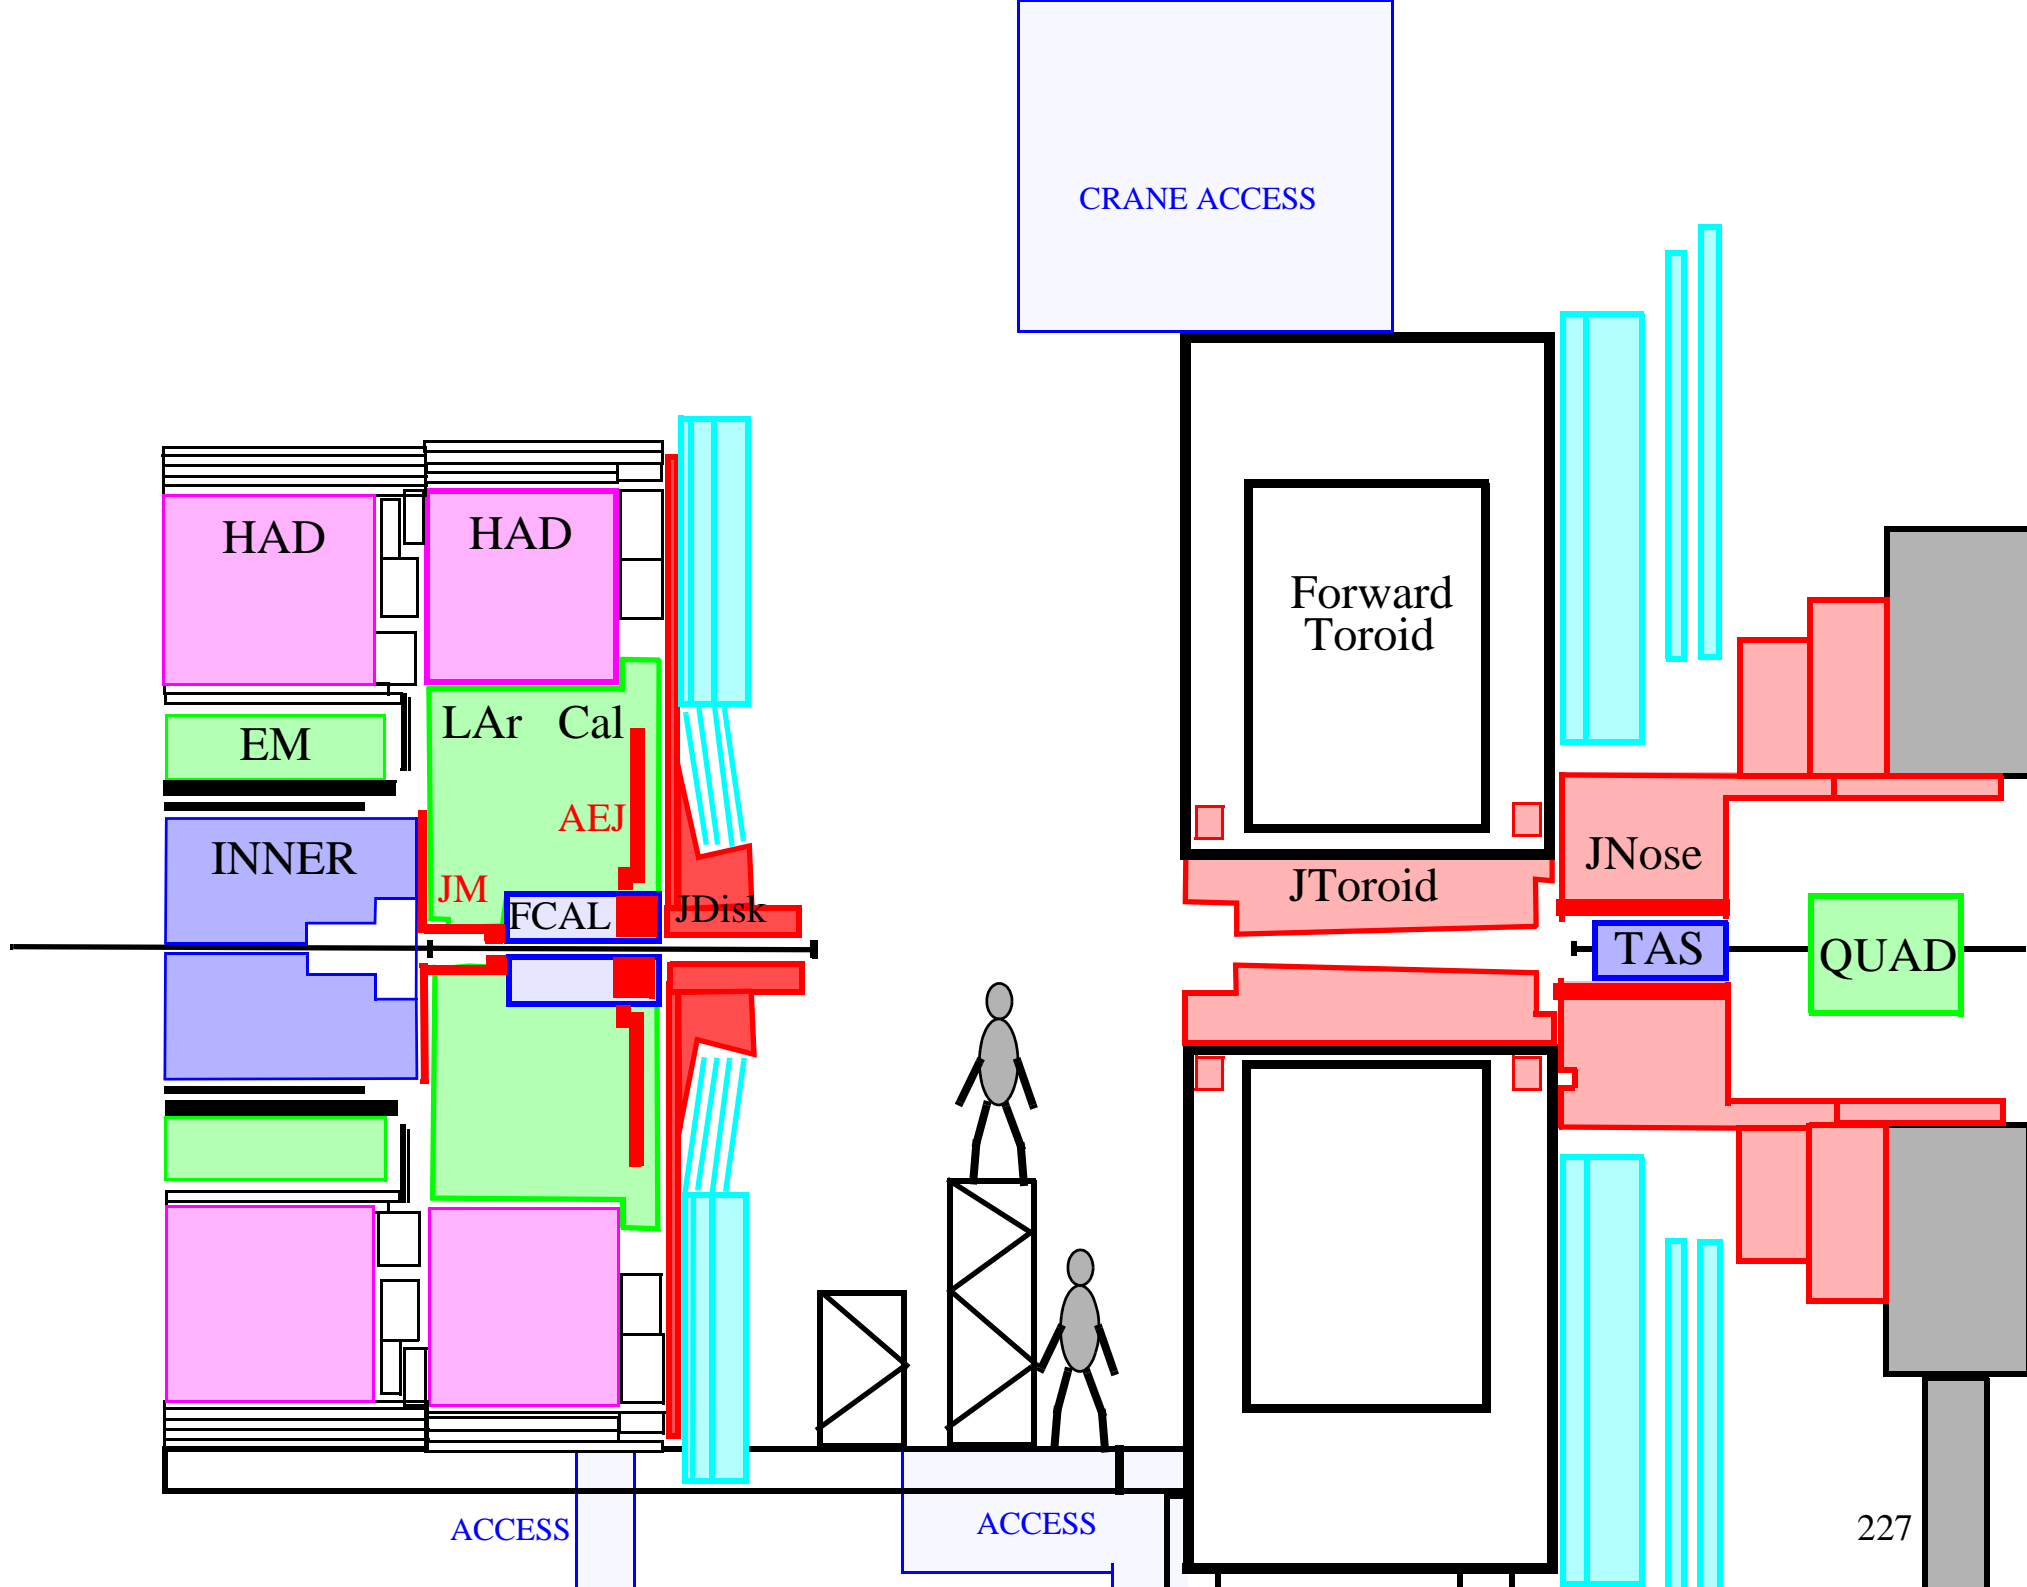 CRANE ACCESS
HAD
HAD
Forward
Toroid
LAr Cal
EM
AEJ
INNER
JM
FCAL
JDisk
JToroid
JNose
TAS
QUAD
ACCESS
ACCESS
227